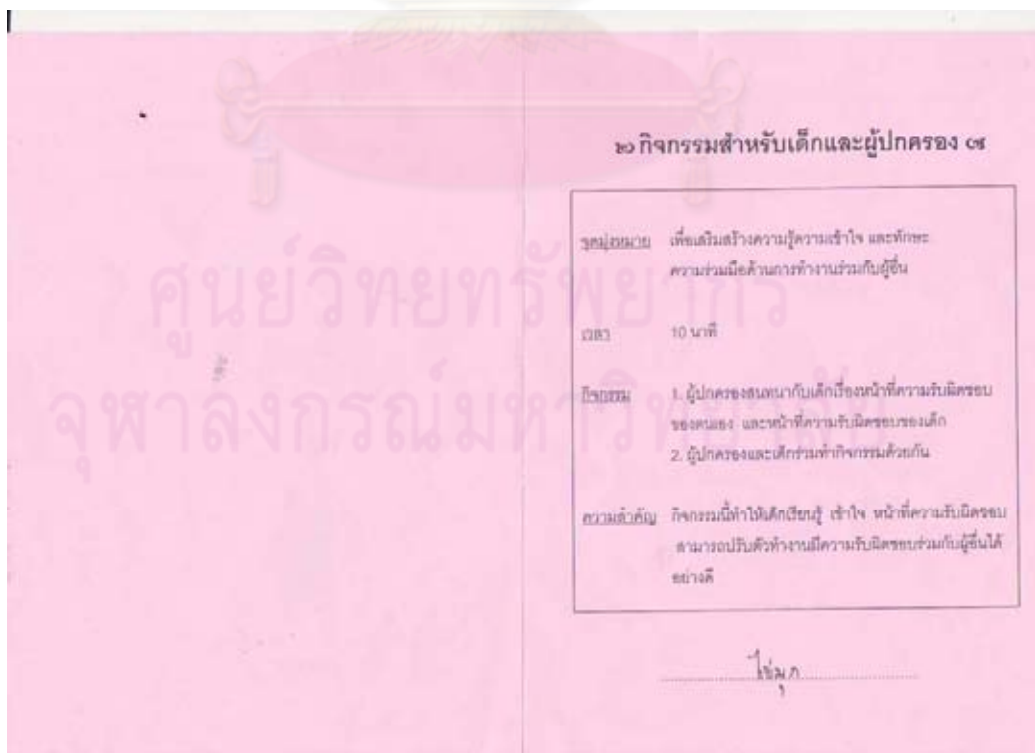 ๛ กิจกรรมสำหรับเด็กและผู้ปกครอง ๛
จุดมุ่งหมาย เพื่อเสริมสร้างความรู้ความเข้าใจ และทักษะ
ความร่วมมือด้านการทำงานร่วมกับผู้อื่น
เวลา 10 นาที
กิจกรรม 1. ผู้ปกครองสนทนากับเด็กเรื่องหน้าที่ความรับผิดชอบ
ของตนเอง และหน้าที่ความรับผิดชอบของเด็ก
2. ผู้ปกครองและเด็กร่วมทำกิจกรรมด้วยกัน
ความสำคัญ กิจกรรมนี้ทำให้เด็กเรียนรู้ เข้าใจ หน้าที่ความรับผิดชอบ
สามารถปรับตัวทำงานมีความรับผิดชอบร่วมกับผู้อื่นได้
อย่างดี
ไข่มุก
ศูนย์วิทยทรัพยากร
จุฬาลงกรณ์มหาวิทยาลัย